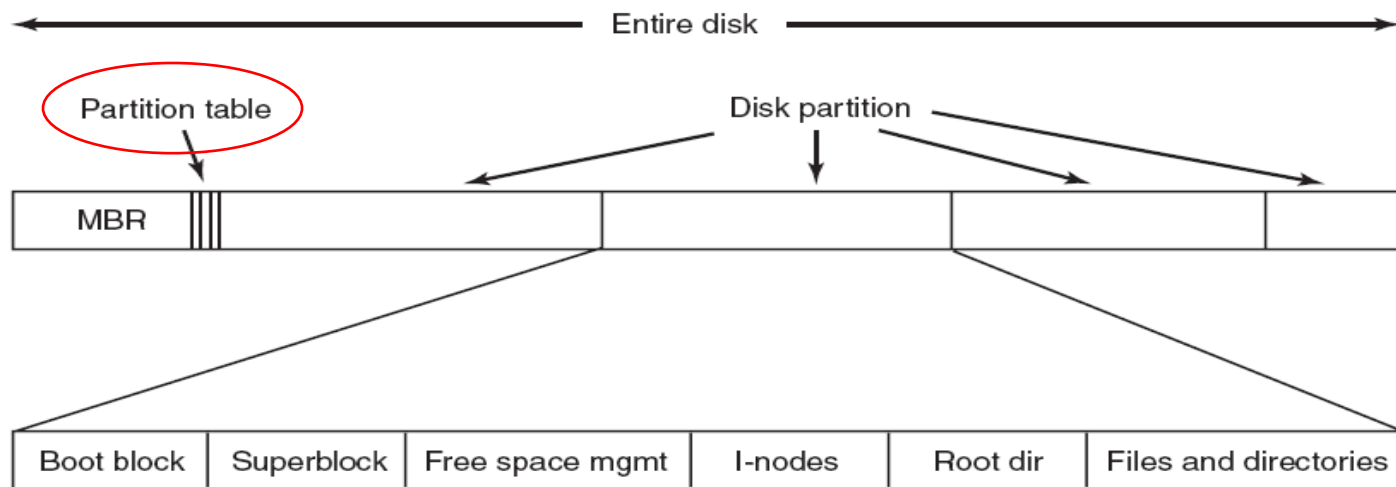 Entire disk
Partition table
Disk partition
MBR
Boot block
Superblock
Free space mgmt
I-nodes
Root dir
Files and directories